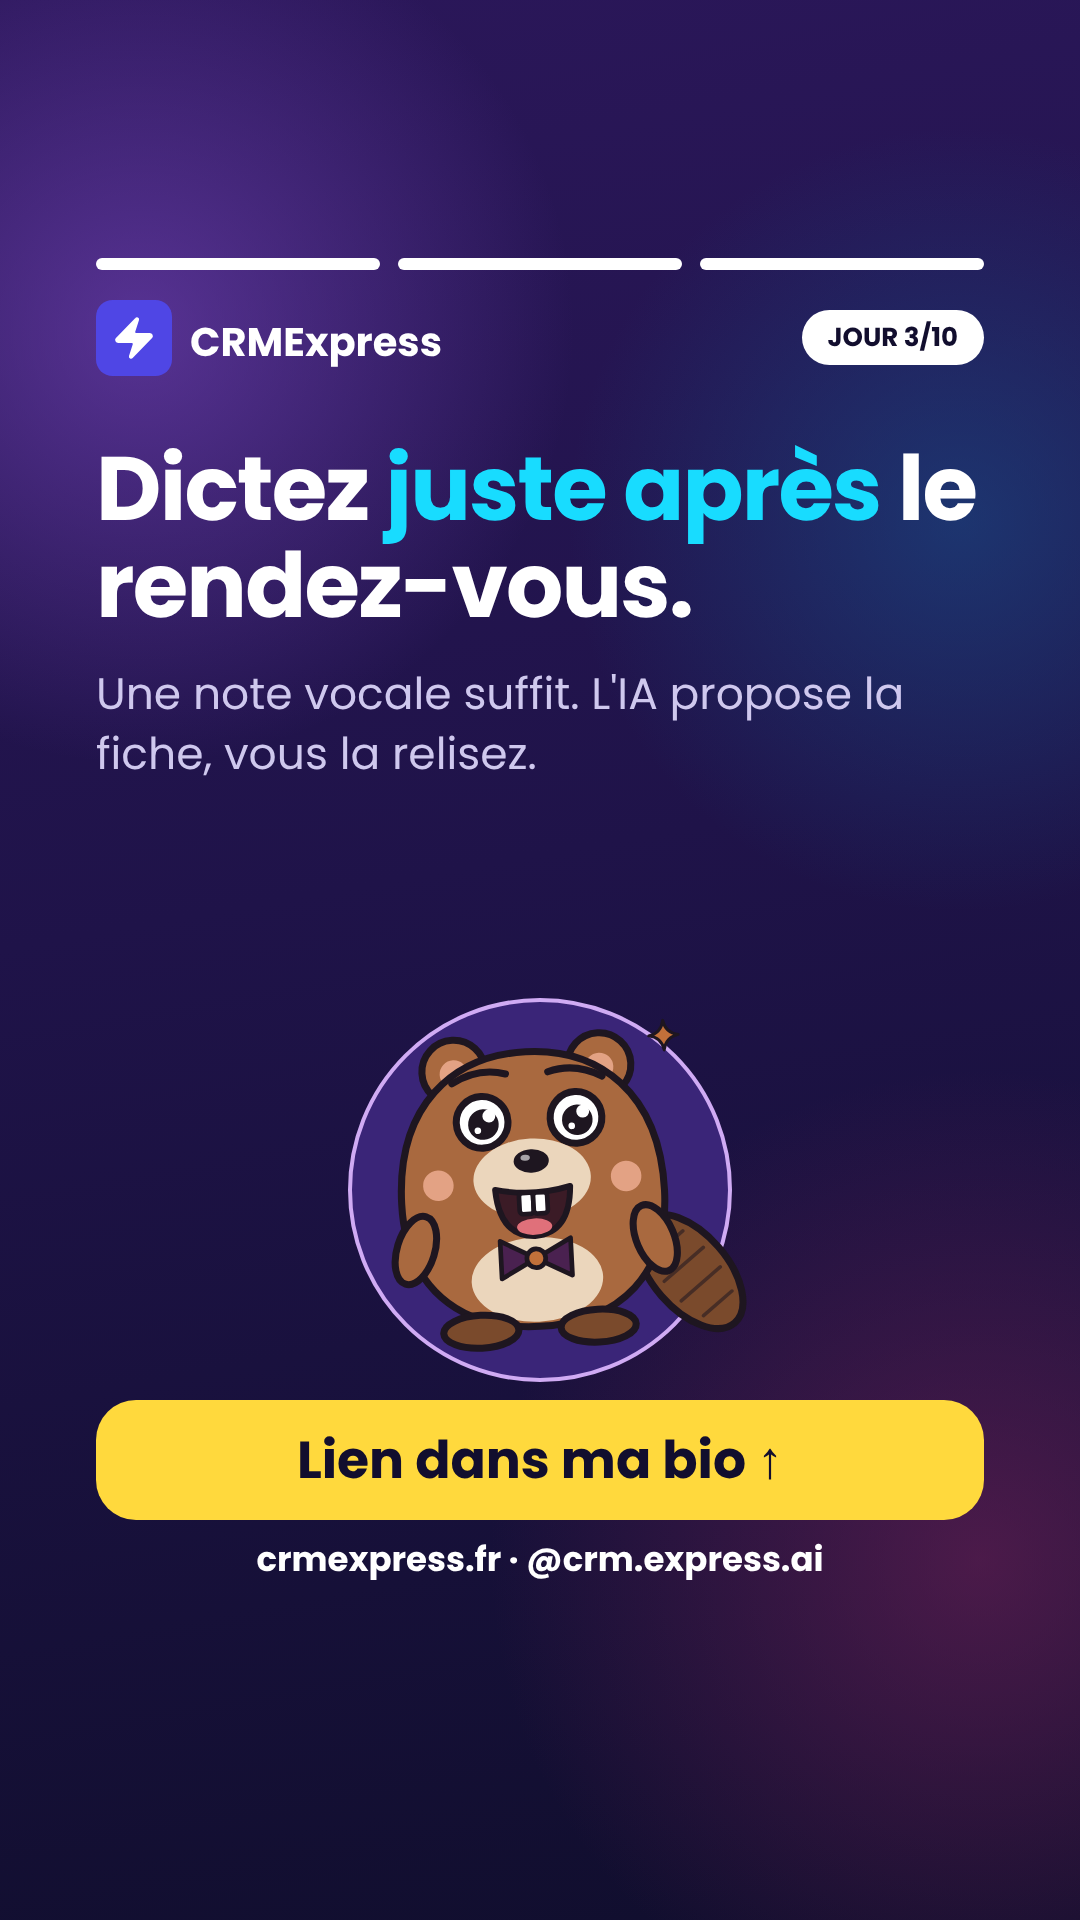 CRMExpress
JOUR 3/10
Dictez juste après le
rendez-vous.
Une note vocale suffit. L'IA propose la
fiche, vous la relisez.
Lien dans ma bio ↑
crmexpress.fr · @crm.express.ai